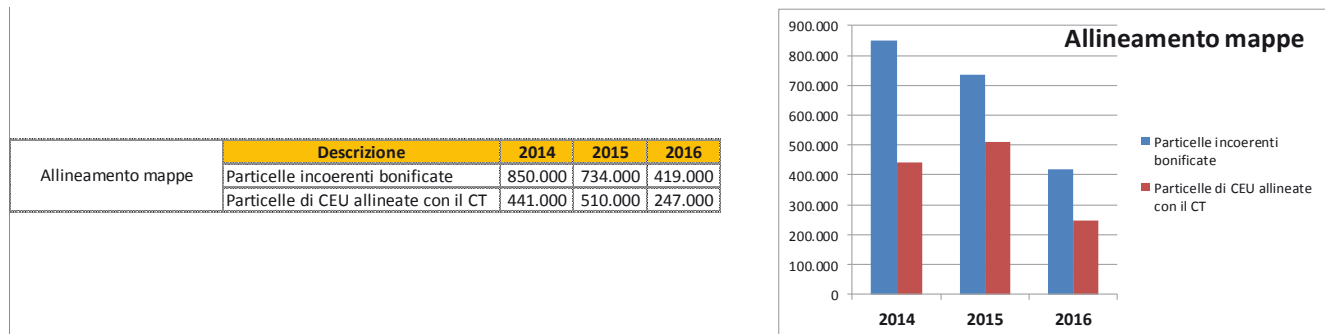 Descrizione 2014 2015 2016
Allineamento mappe
Particelle incoerenti bonificate 850.000 734.000 419.000
Particelle di CEU allineate con il CT 441.000 510.000 247.000
Allineamento mappe
900.000
800.000
700.000
600.000
500.000
400.000
300.000
200.000
100.000
0
2014 2015 2016
Particelle incoerenti
bonificate
Particelle di CEU allineate
con il CT